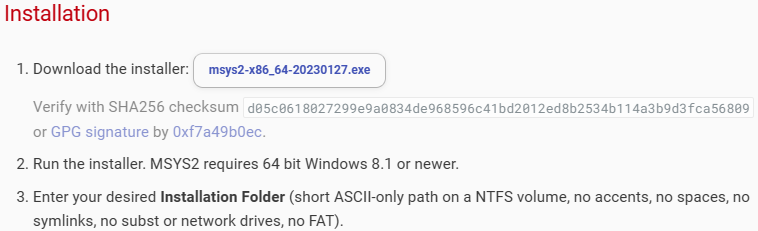 Installation
1. Download the installer: msys2-x86_64-20230127.exe
Verify with SHA256 checksum d05c0618027299e9a0834de968596c41bd2012ed8b2534b114a3b9d3fca56809
or GPG signature by 0xf7a49b0ec.
2. Run the installer. MSYS2 requires 64 bit Windows 8.1 or newer.
3. Enter your desired Installation Folder (short ASCII-only path on a NTFS volume, no accents, no spaces, no
symlinks, no subst or network drives, no FAT).